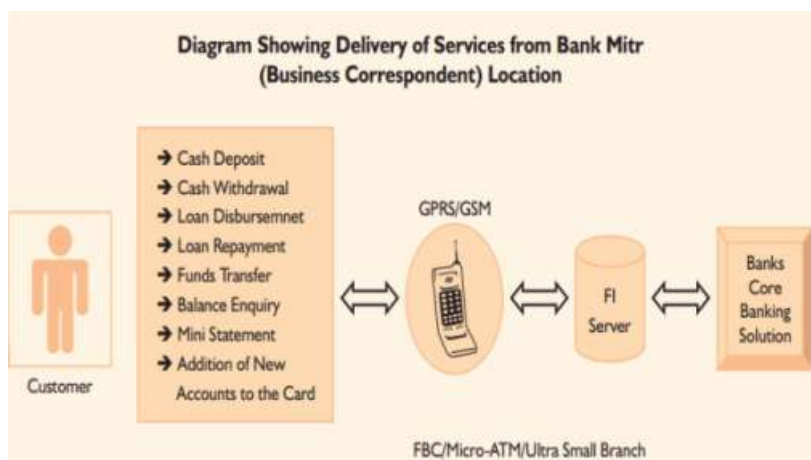 Diagram Showing Delivery of Services from Bank Mitr
(Business Correspondent) Location
→ Cash Deposit
→ Cash Withdrawal
→ Loan Disbursemnet
→ Loan Repayment
→ Funds Transfer
→ Balance Enquiry
→ Mini Statement
→ Addition of New
Accounts to the Card
Customer
GPRS/GSM
FI
Server
Banks
Core
Banking
Solution
FBC/Micro-ATM/Ultra Small Branch